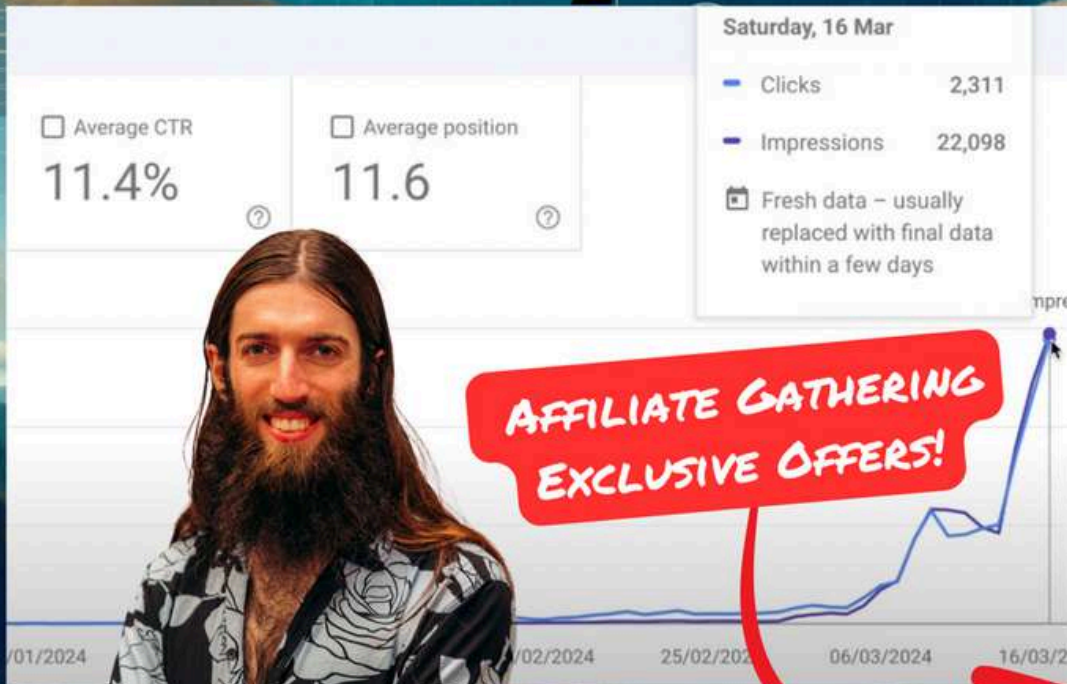 Saturday, 16 Mar
Clicks 2,311
Impressions 22,098
Fresh data – usually
replaced with final data
within a few days
Average CTR
11.4%
Average position
11.6
AFFILIATE GATHERING
EXCLUSIVE OFFERS!
/01/2024
/02/2024
25/02/202
06/03/2024
16/03/2